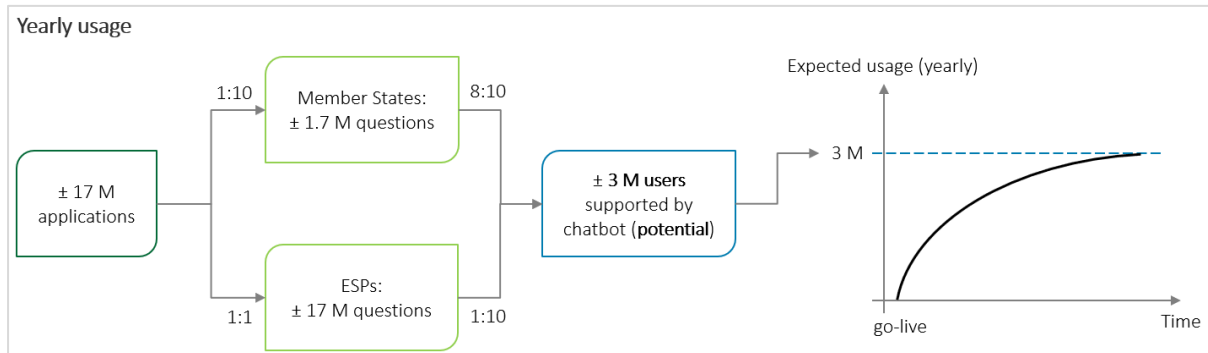 Yearly usage
± 17 M
applications
1:10
Member States:
± 1.7 M questions
8:10
1:1
ESPs:
± 17 M questions
1:10
± 3 M users
supported by
chatbot (potential)
Expected usage (yearly)
3 M
go-live
Time